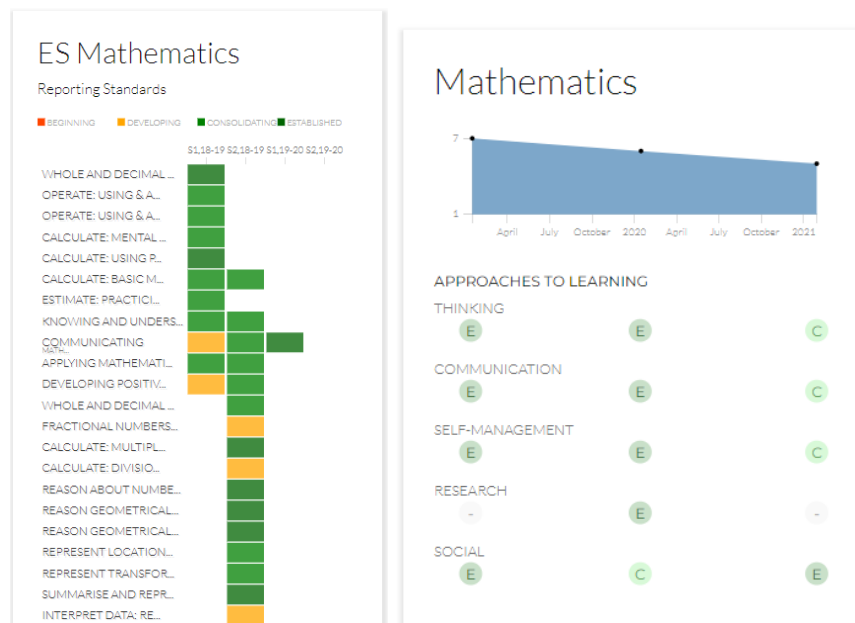 ES Mathematics
Reporting Standards
BEGINNING DEVELOPING CONSOLIDATING ESTABLISHED
S1,18-19 S2,18-19 S1,19-20 S2,19-20
WHOLE AND DECIMAL ...
OPERATE: USING & A...
OPERATE: USING & A...
CALCULATE: MENTAL ...
CALCULATE: USING P...
CALCULATE: BASIC M...
ESTIMATE: PRACTICI...
KNOWING AND UNDERS...
COMMUNICATING
MATH...
APPLYING MATHEMATI...
DEVELOPING POSITIV...
WHOLE AND DECIMAL ...
FRACTIONAL NUMBERS...
CALCULATE: MULTIPL...
CALCULATE: DIVISIO...
REASON ABOUT NUMBE...
REASON GEOMETRICAL...
REASON GEOMETRICAL...
REPRESENT LOCATION...
REPRESENT TRANSFOR...
SUMMARISE AND REPR...
INTERPRET DATA: RE...
Mathematics
7
1
April July October 2020 April July October 2021
APPROACHES TO LEARNING
THINKING
E E C
COMMUNICATION
E E C
SELF-MANAGEMENT
E E C
RESEARCH
- E -
SOCIAL
E C E